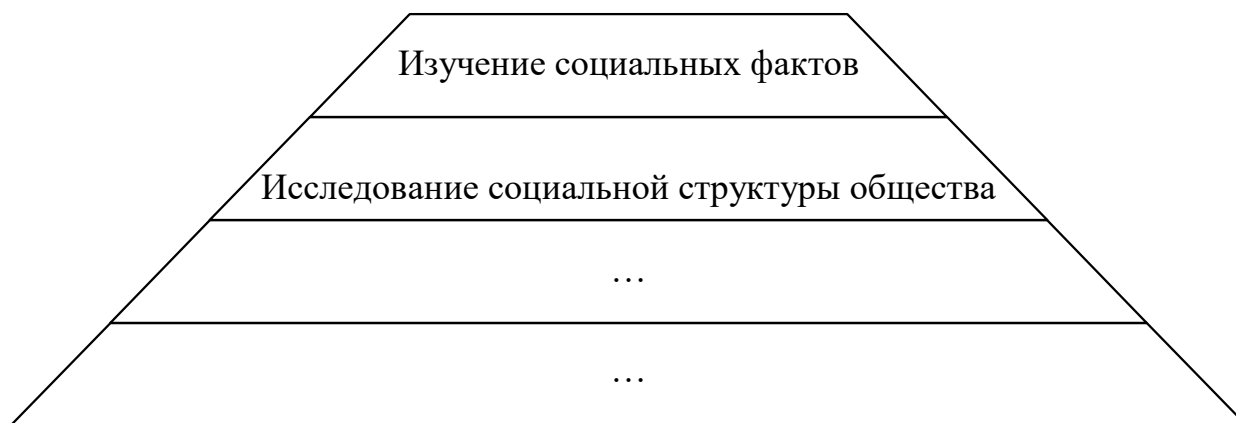 Изучение социальных фактов
Исследование социальной структуры общества
…
…